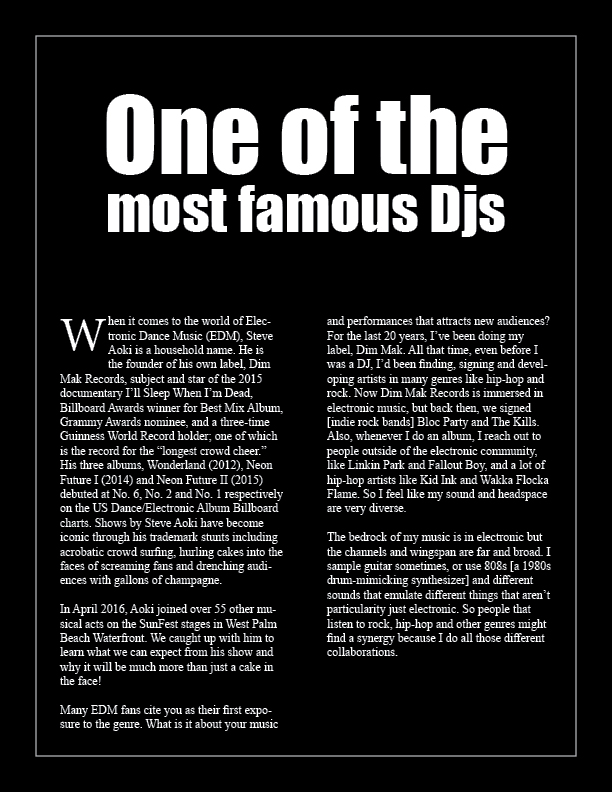 One of the
most famous Djs
When it comes to the world of Elec-
tronic Dance Music (EDM), Steve
Aoki is a household name. He is
the founder of his own label, Dim
Mak Records, subject and star of the 2015
documentary I’ll Sleep When I’m Dead,
Billboard Awards winner for Best Mix Album,
Grammy Awards nominee, and a three-time
Guinness World Record holder; one of which
is the record for the “longest crowd cheer.”
His three albums, Wonderland (2012), Neon
Future I (2014) and Neon Future II (2015)
debuted at No. 6, No. 2 and No. 1 respectively
on the US Dance/Electronic Album Billboard
charts. Shows by Steve Aoki have become
iconic through his trademark stunts including
acrobatic crowd surfing, hurling cakes into the
faces of screaming fans and drenching audi-
ences with gallons of champagne.
In April 2016, Aoki joined over 55 other mu-
sical acts on the SunFest stages in West Palm
Beach Waterfront. We caught up with him to
learn what we can expect from his show and
why it will be much more than just a cake in
the face!
Many EDM fans cite you as their first expo-
sure to the genre. What is it about your music
and performances that attracts new audiences?
For the last 20 years, I’ve been doing my
label, Dim Mak. All that time, even before I
was a DJ, I’d been finding, signing and devel-
oping artists in many genres like hip-hop and
rock. Now Dim Mak Records is immersed in
electronic music, but back then, we signed
[indie rock bands] Bloc Party and The Kills.
Also, whenever I do an album, I reach out to
people outside of the electronic community,
like Linkin Park and Fallout Boy, and a lot of
hip-hop artists like Kid Ink and Wakka Flocka
Flame. So I feel like my sound and headspace
are very diverse.
The bedrock of my music is in electronic but
the channels and wingspan are far and broad. I
sample guitar sometimes, or use 808s [a 1980s
drum-mimicking synthesizer] and different
sounds that emulate different things that aren’t
particularly just electronic. So people that
listen to rock, hip-hop and other genres might
find a synergy because I do all those different
collaborations.